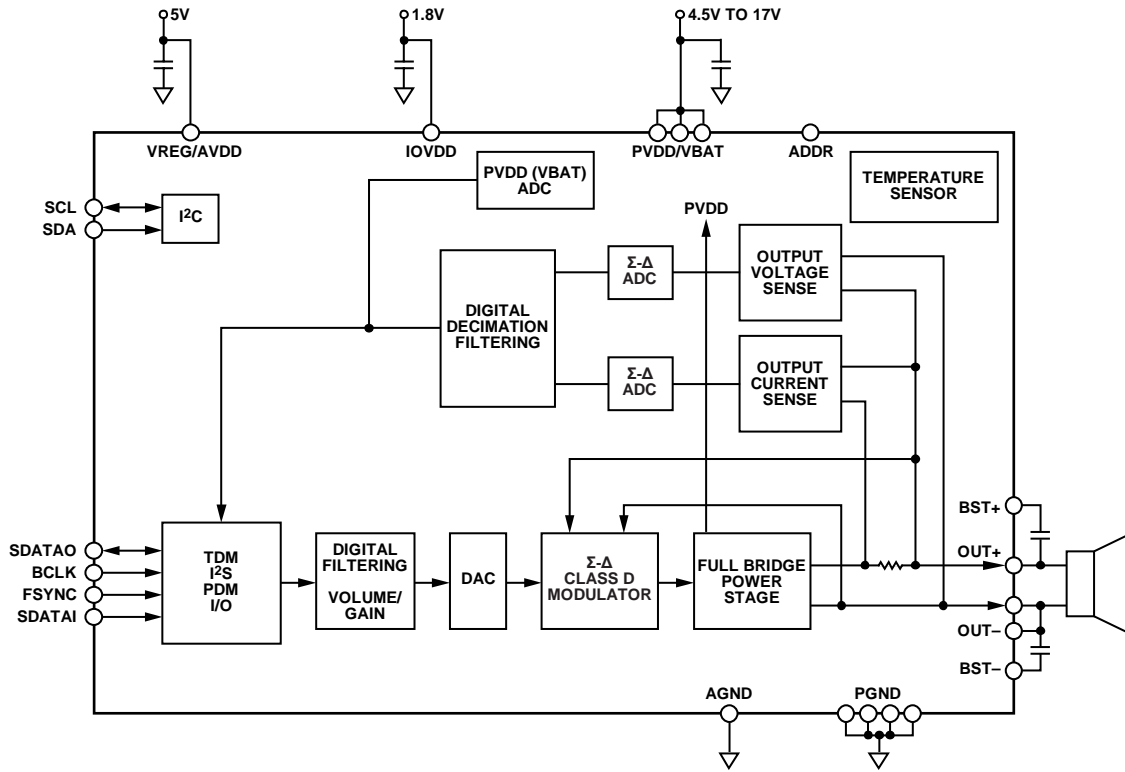 5V
1.8V
4.5V TO 17V
VREG/AVDD
IOVDD
PVDD/VBAT
ADDR
PVDD (VBAT)
ADC
TEMPERATURE
SENSOR
SCL
SDA
I²C
PVDD
DIGITAL
DECIMATION
FILTERING
Σ-Δ
ADC
OUTPUT
VOLTAGE
SENSE
Σ-Δ
ADC
OUTPUT
CURRENT
SENSE
BST+
OUT+
SDATAO
BCLK
FSYNC
SDATAI
TDM
I²S
PDM
I/O
DIGITAL
FILTERING
VOLUME/
GAIN
DAC
Σ-Δ
CLASS D
MODULATOR
FULL BRIDGE
POWER
STAGE
OUT–
BST–
AGND
PGND